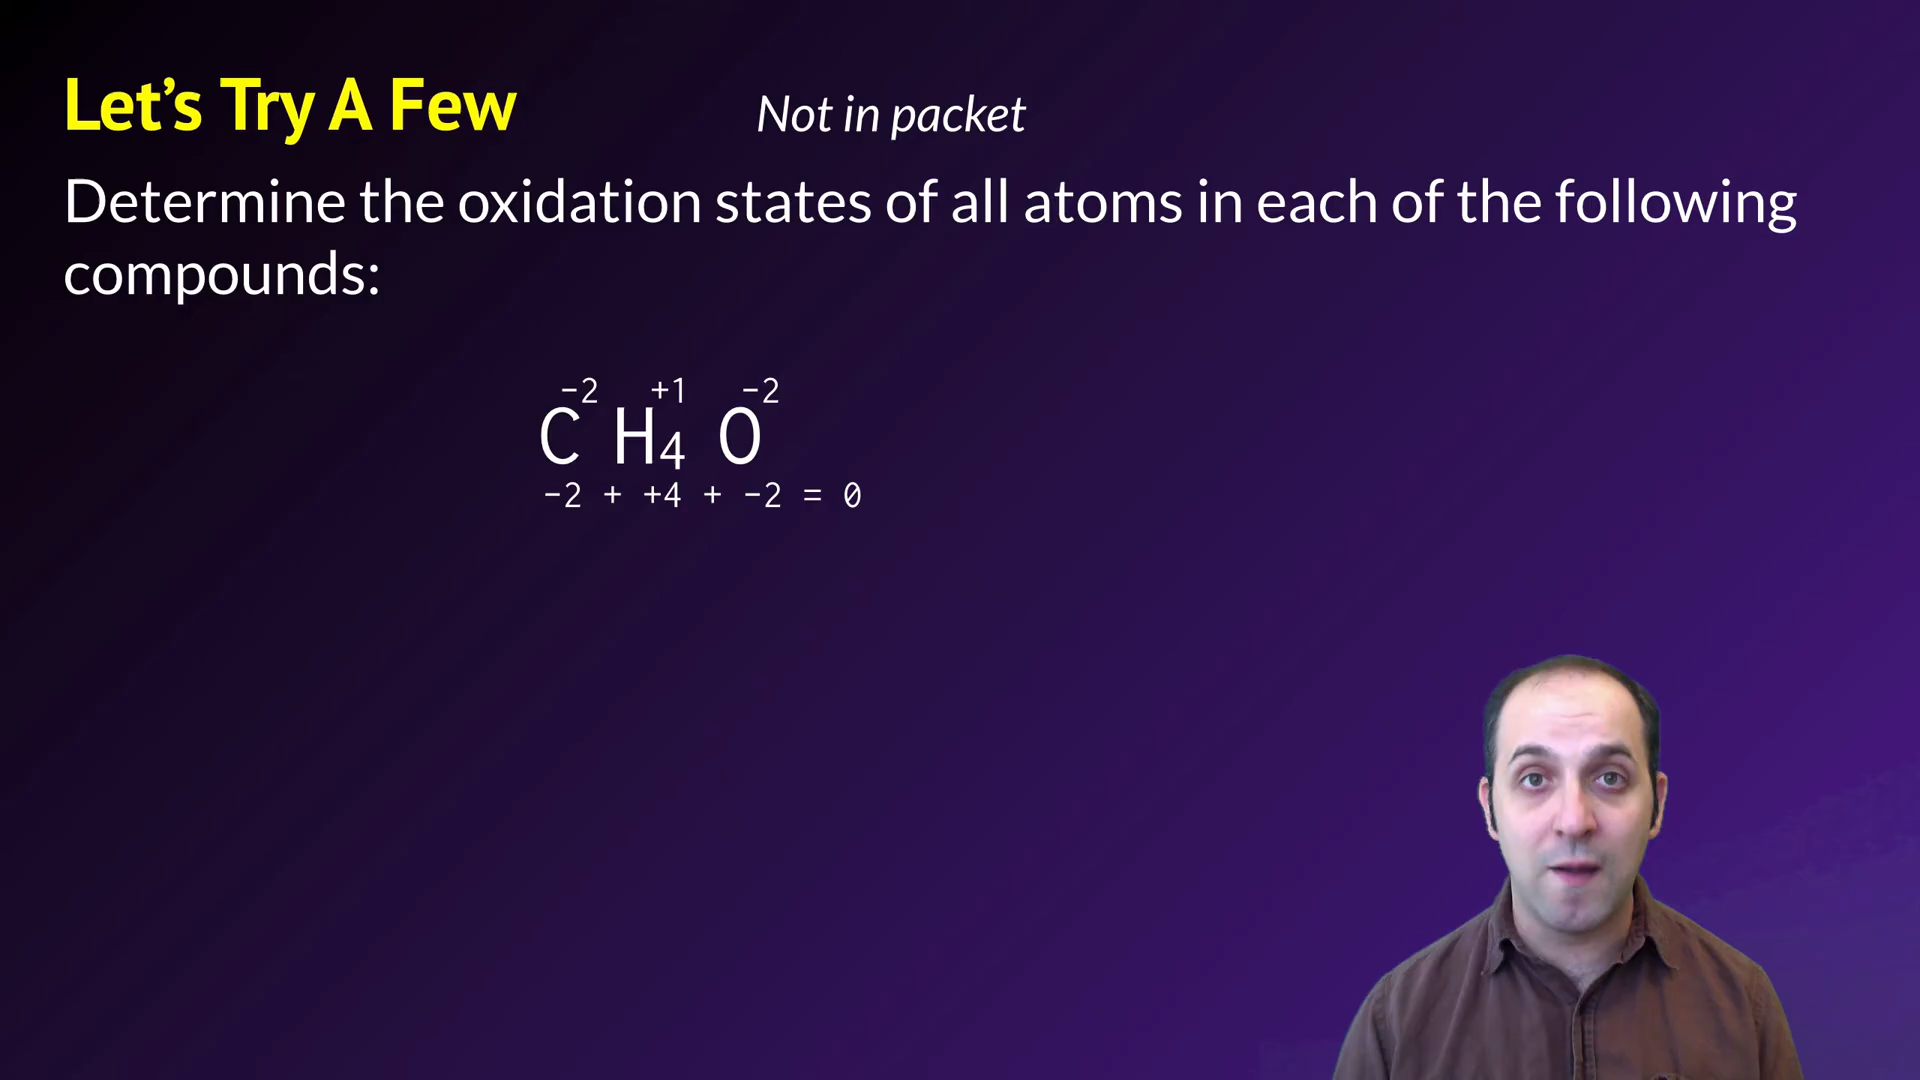 Let's Try A Few
Not in packet
Determine the oxidation states of all atoms in each of the following
compounds:
−2 +1 −2
C H4 O
−2 + +4 + −2 = 0